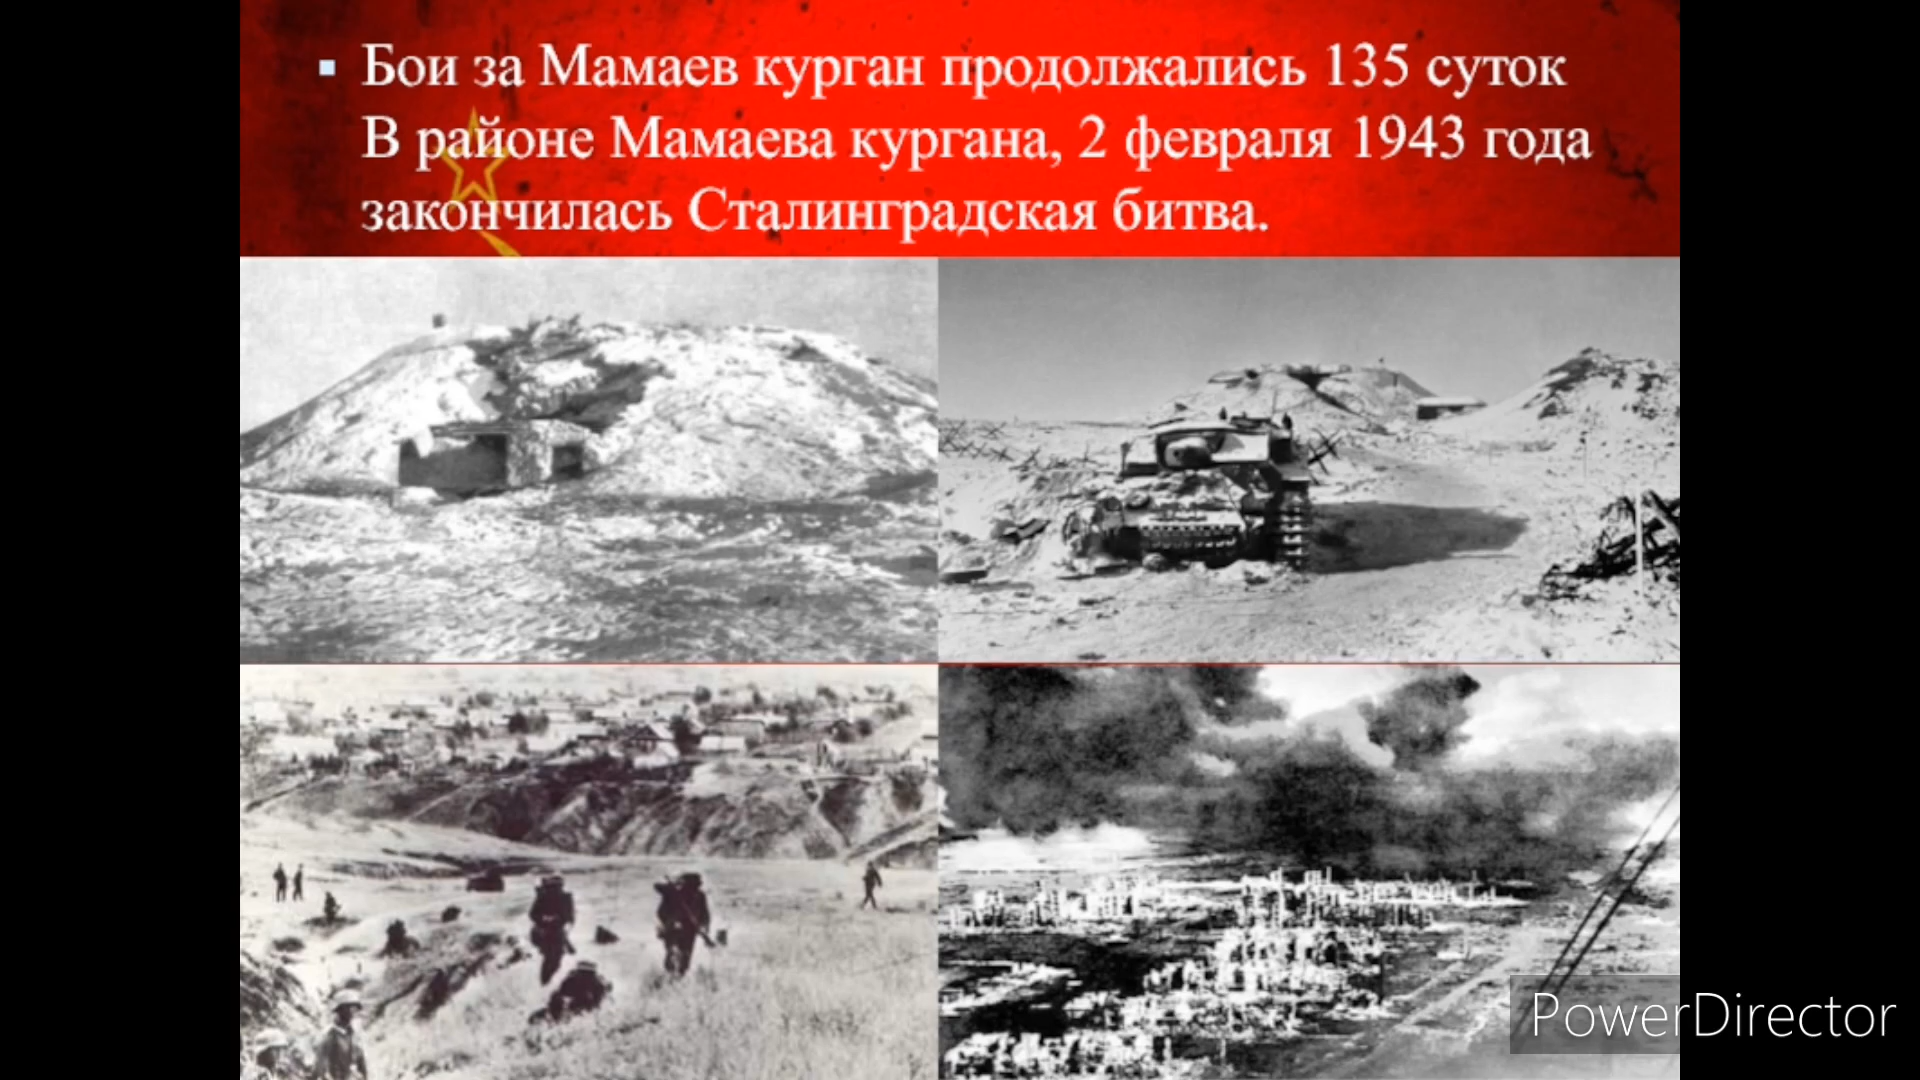 Бои за Мамаев курган продолжались 135 суток
В районе Мамаева кургана, 2 февраля 1943 года
закончилась Сталинградская битва.
PowerDirector